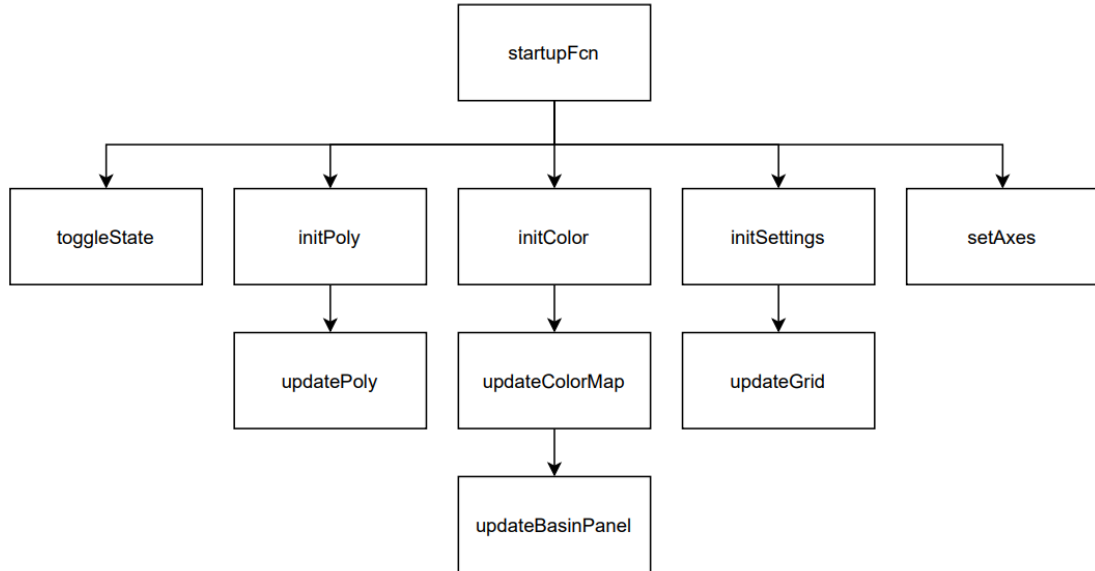 startupFcn
toggleState
initPoly
initColor
initSettings
setAxes
updatePoly
updateColorMap
updateGrid
updateBasinPanel